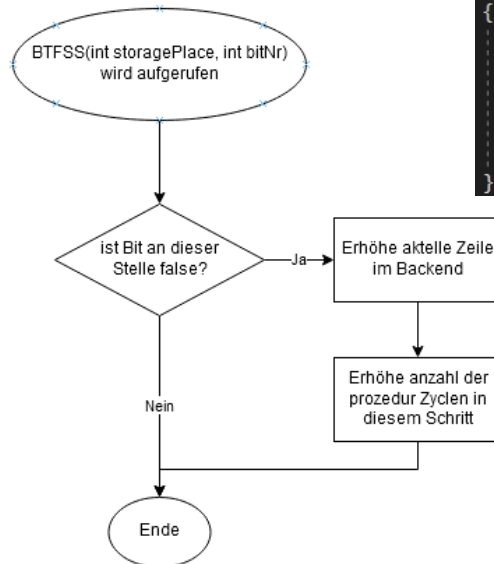 BTFSS(int storagePlace, int bitNr)
wird aufgerufen
{
}
ist Bit an dieser
Stelle false?
Ja
Erhöhe aktelle Zeile
im Backend
Erhöhe anzahl der
prozedur Zyclen in
diesem Schritt
Nein
Ende